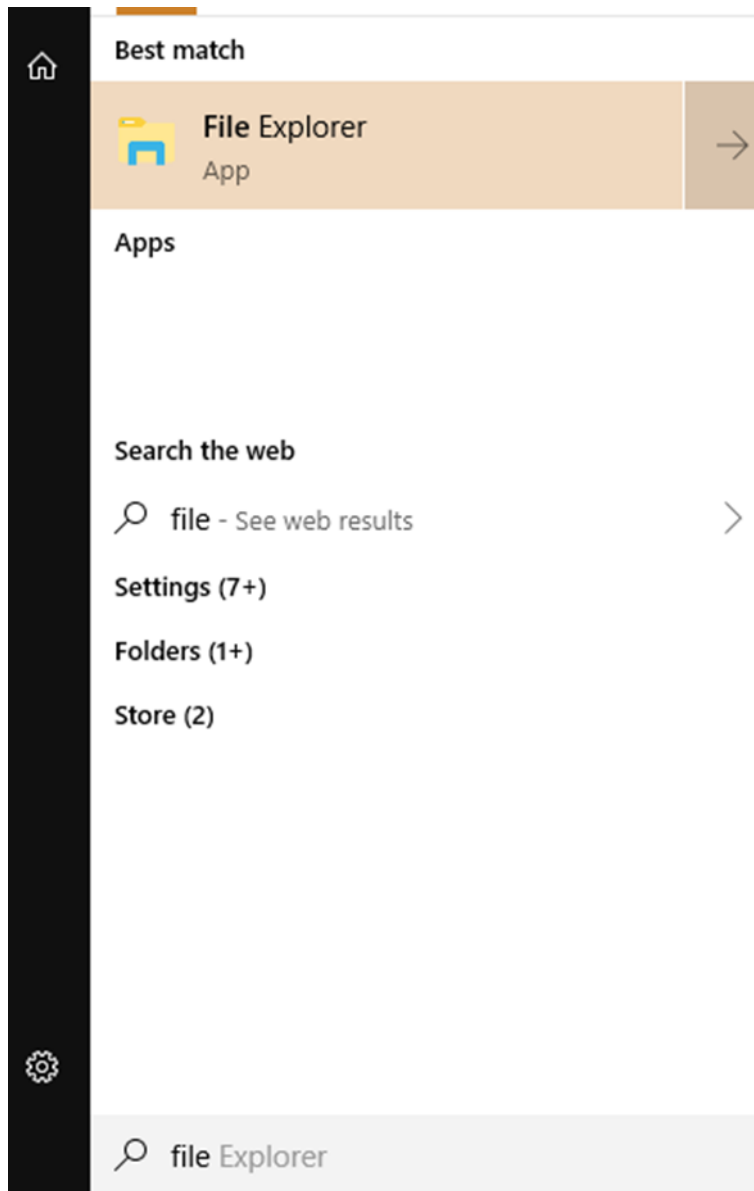 Best match
File Explorer
App
Apps
Search the web
file - See web results
Settings (7+)
Folders (1+)
Store (2)
file Explorer